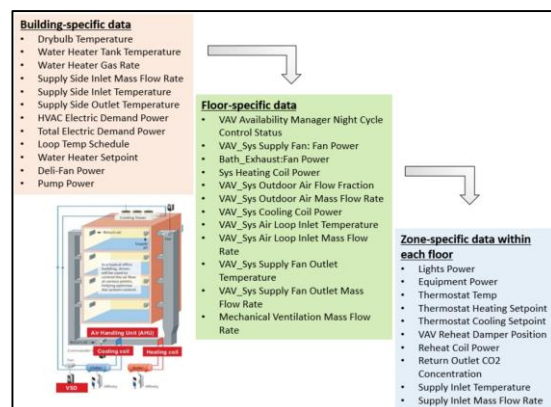 Building-specific data
• Drybulb Temperature
• Water Heater Tank Temperature
• Water Heater Gas Rate
• Supply Side Inlet Mass Flow Rate
• Supply Side Inlet Temperature
• Supply Side Outlet Temperature
• HVAC Electric Demand Power
• Total Electric Demand Power
• Loop Temp Schedule
• Water Heater Setpoint
• Deli-Fan Power
• Pump Power
Floor-specific data
• VAV Availability Manager Night Cycle
Control Status
• VAV_Sys Supply Fan: Fan Power
• Bath_Exhaust:Fan Power
• Sys Heating Coil Power
• VAV_Sys Outdoor Air Flow Fraction
• VAV_Sys Outdoor Air Mass Flow Rate
• VAV_Sys Cooling Coil Power
• VAV_Sys Air Loop Inlet Temperature
• VAV_Sys Air Loop Inlet Mass Flow
Rate
• VAV_Sys Supply Fan Outlet
Temperature
• VAV_Sys Supply Fan Outlet Mass
Flow Rate
• Mechanical Ventilation Mass Flow
Rate
Zone-specific data within
each floor
• Lights Power
• Equipment Power
• Thermostat Temp
• Thermostat Heating Setpoint
• Thermostat Cooling Setpoint
• VAV Reheat Damper Position
• Reheat Coil Power
• Return Outlet CO2
Concentration
• Supply Inlet Temperature
• Supply Inlet Mass Flow Rate
Cooling Tower
Return air
Air Handling Unit (AHU)
Cooling coil
Heating coil
VSD